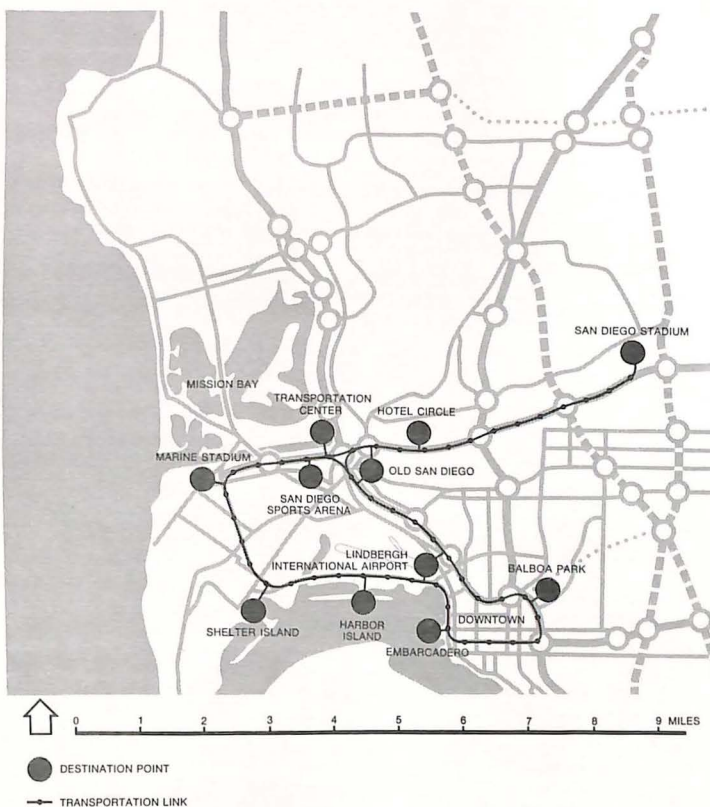 SAN DIEGO STADIUM
MISSION BAY
TRANSPORTATION
CENTER
HOTEL CIRCLE
MARINE STADIUM
OLD SAN DIEGO
SAN DIEGO
SPORTS ARENA
LINDBERGH
INTERNATIONAL AIRPORT
BALBOA PARK
SHELTER ISLAND
HARBOR
ISLAND
DOWNTOWN
EMBARCADERO
0 1 2 3 4 5 6 7 8 9 MILES
DESTINATION POINT
TRANSPORTATION LINK